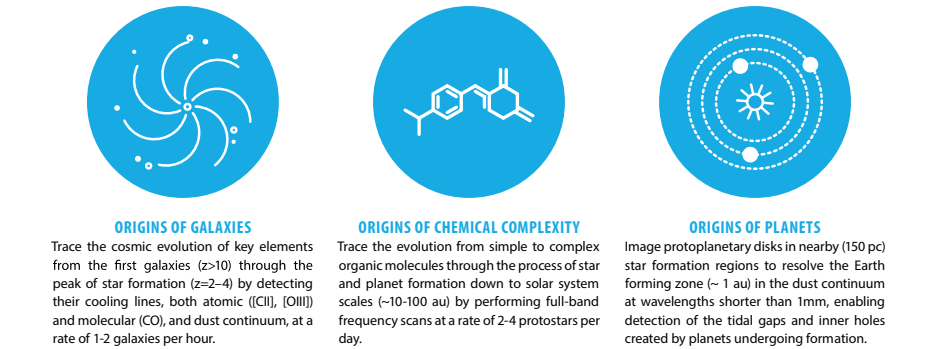 ORIGINS OF GALAXIES
Trace the cosmic evolution of key elements
from the first galaxies (z>10) through the
peak of star formation (z=2–4) by detecting
their cooling lines, both atomic ([CII], [OIII])
and molecular (CO), and dust continuum, at a
rate of 1-2 galaxies per hour.
ORIGINS OF CHEMICAL COMPLEXITY
Trace the evolution from simple to complex
organic molecules through the process of star
and planet formation down to solar system
scales (~10-100 au) by performing full-band
frequency scans at a rate of 2-4 protostars per
day.
ORIGINS OF PLANETS
Image protoplanetary disks in nearby (150 pc)
star formation regions to resolve the Earth
forming zone (~ 1 au) in the dust continuum
at wavelengths shorter than 1mm, enabling
detection of the tidal gaps and inner holes
created by planets undergoing formation.